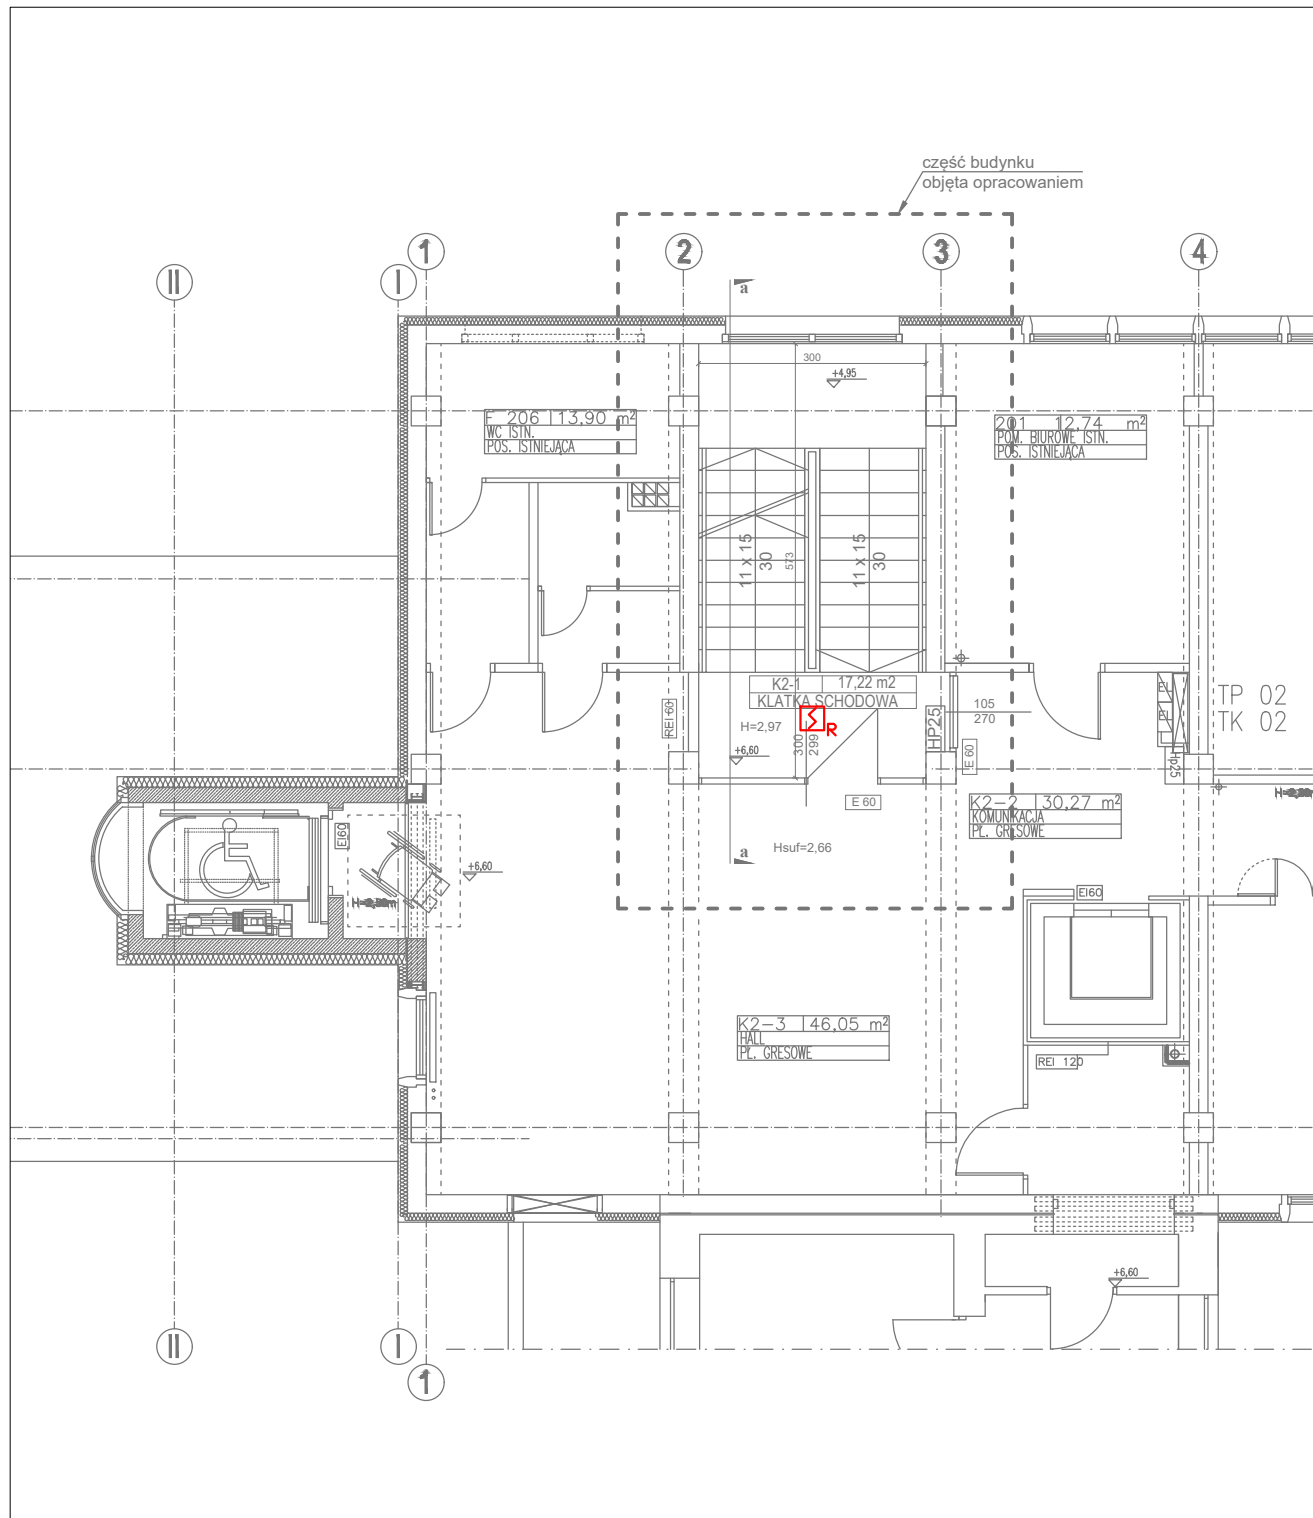 część budynku
objęta opracowaniem
1
2
3
4
II
I
a
300
+4,95
F 206 13,90 m²
WC ISTN.
POS. ISTNIEJĄCA
201 12,74 m²
POM. BIUROWE ISTN.
POS. ISTNIEJĄCA
11 x 15
30
573
11 x 15
30
K2-1 17,22 m2
KLATKA SCHODOWA
REI 60
H=2,97
R
+6,60
300
299
HP25
105
270
E 60
EL
EL
Hp25
TP 02
TK 02
E 60
K2-2 30,27 m²
KOMUNIKACJA
PŁ. GRESOWE
Hsuf=2,66
a
EI60
+6,60
EI60
K2-3 46,05 m²
HALL
PŁ. GRESOWE
REI 120
+6,60
II
I
1